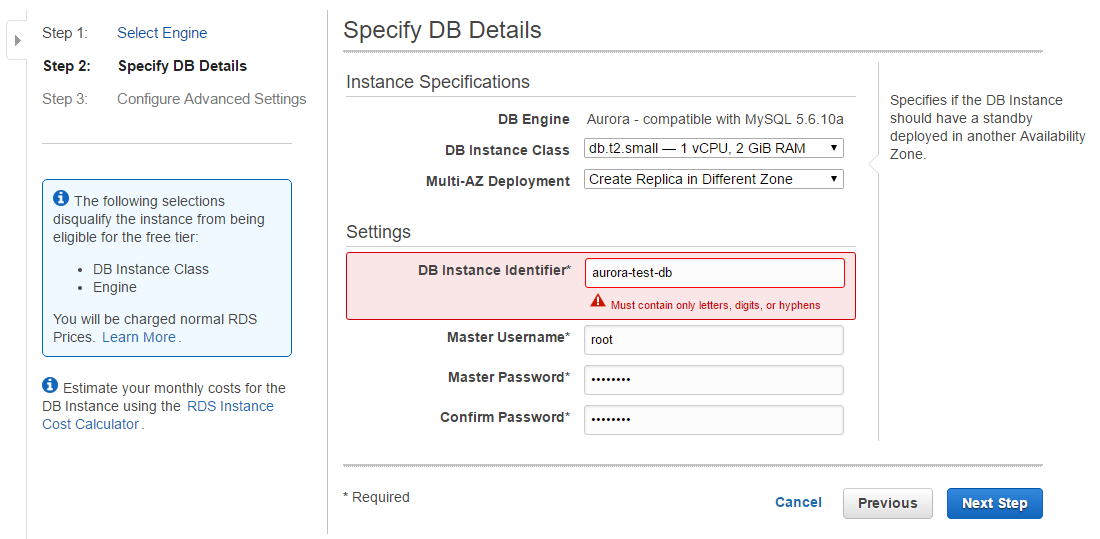 Step 1: Select Engine
Step 2: Specify DB Details
Step 3: Configure Advanced Settings
The following selections
disqualify the instance from being
eligible for the free tier:
• DB Instance Class
• Engine
You will be charged normal RDS
Prices. Learn More.
Estimate your monthly costs for the
DB Instance using the RDS Instance
Cost Calculator.
Specify DB Details
Instance Specifications
DB Engine Aurora - compatible with MySQL 5.6.10a
DB Instance Class db.t2.small — 1 vCPU, 2 GiB RAM
Multi-AZ Deployment Create Replica in Different Zone
Settings
DB Instance Identifier* aurora-test-db
Must contain only letters, digits, or hyphens
Master Username* root
Master Password* ••••••••
Confirm Password* ••••••••
Specifies if the DB Instance
should have a standby
deployed in another Availability
Zone.
* Required
Cancel Previous Next Step